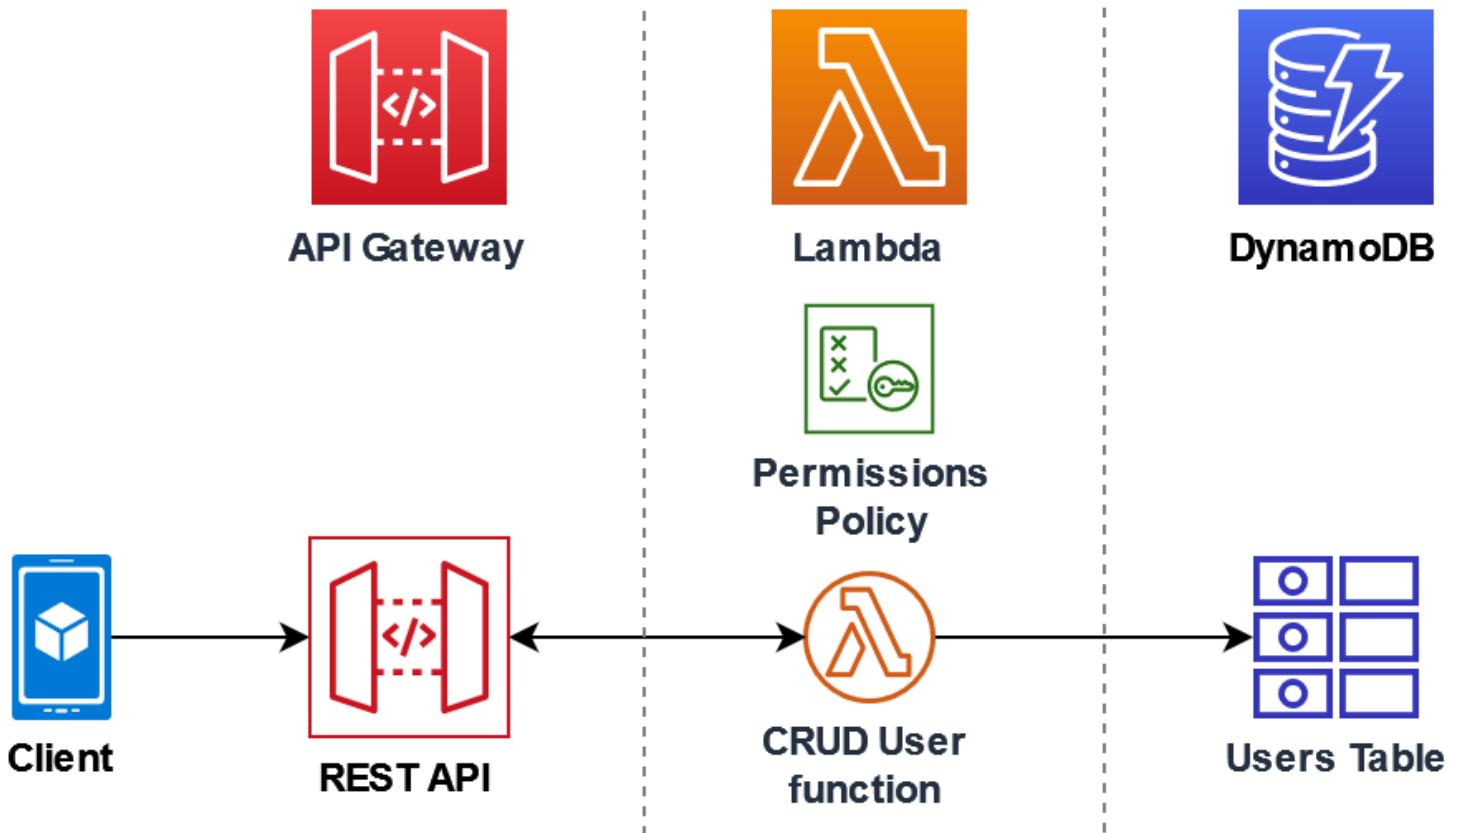 API Gateway
Lambda
DynamoDB
</>
Permissions
Policy
</>
Client
REST API
CRUD User
function
Users Table